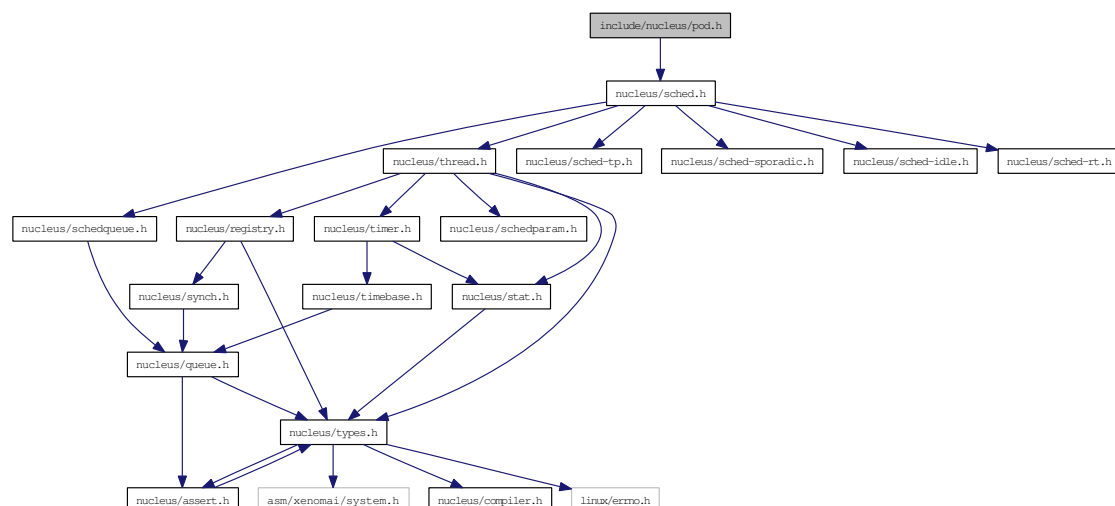 include/nucleus/pod.h
nucleus/sched.h
nucleus/thread.h
nucleus/sched-tp.h
nucleus/sched-sporadic.h
nucleus/sched-idle.h
nucleus/sched-rt.h
nucleus/schedqueue.h
nucleus/registry.h
nucleus/timer.h
nucleus/schedparam.h
nucleus/synch.h
nucleus/timebase.h
nucleus/stat.h
nucleus/queue.h
nucleus/types.h
nucleus/assert.h
asm/xenomai/system.h
nucleus/compiler.h
linux/errno.h